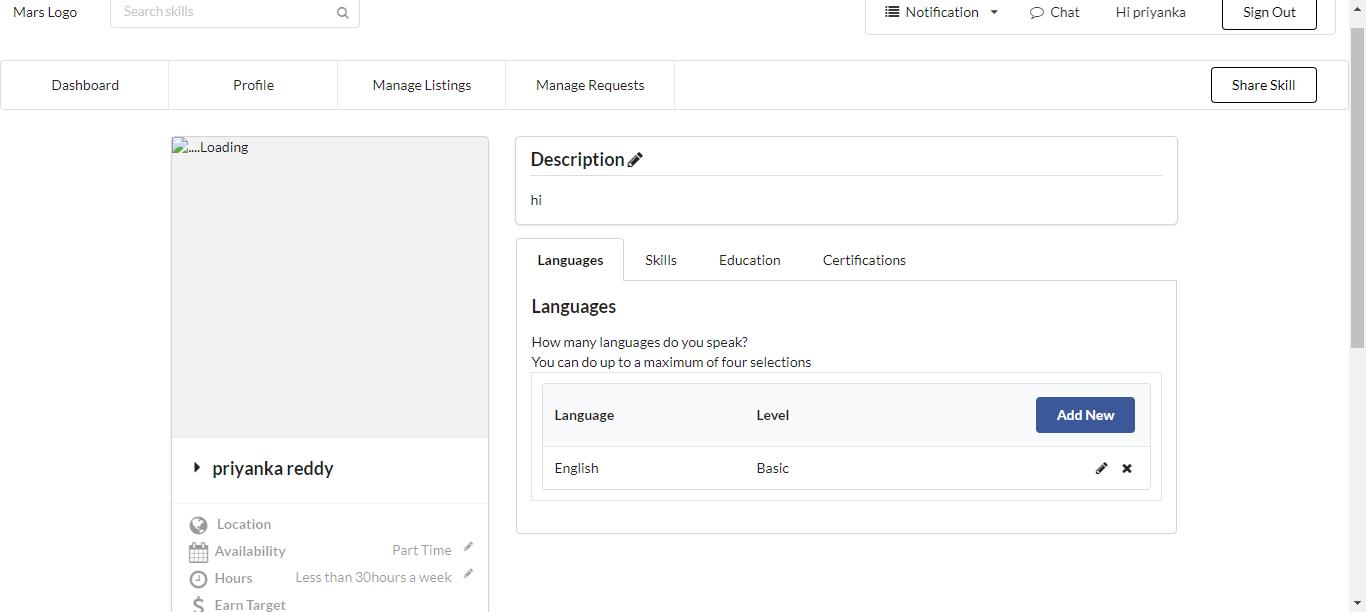 Mars Logo
Search skills
Notification
Chat
Hi priyanka
Sign Out
Dashboard
Profile
Manage Listings
Manage Requests
Share Skill
....Loading
priyanka reddy
Location
Availability Part Time
Hours Less than 30hours a week
Earn Target
Description
hi
Languages Skills Education Certifications
Languages
How many languages do you speak?
You can do up to a maximum of four selections
Language Level Add New
English Basic